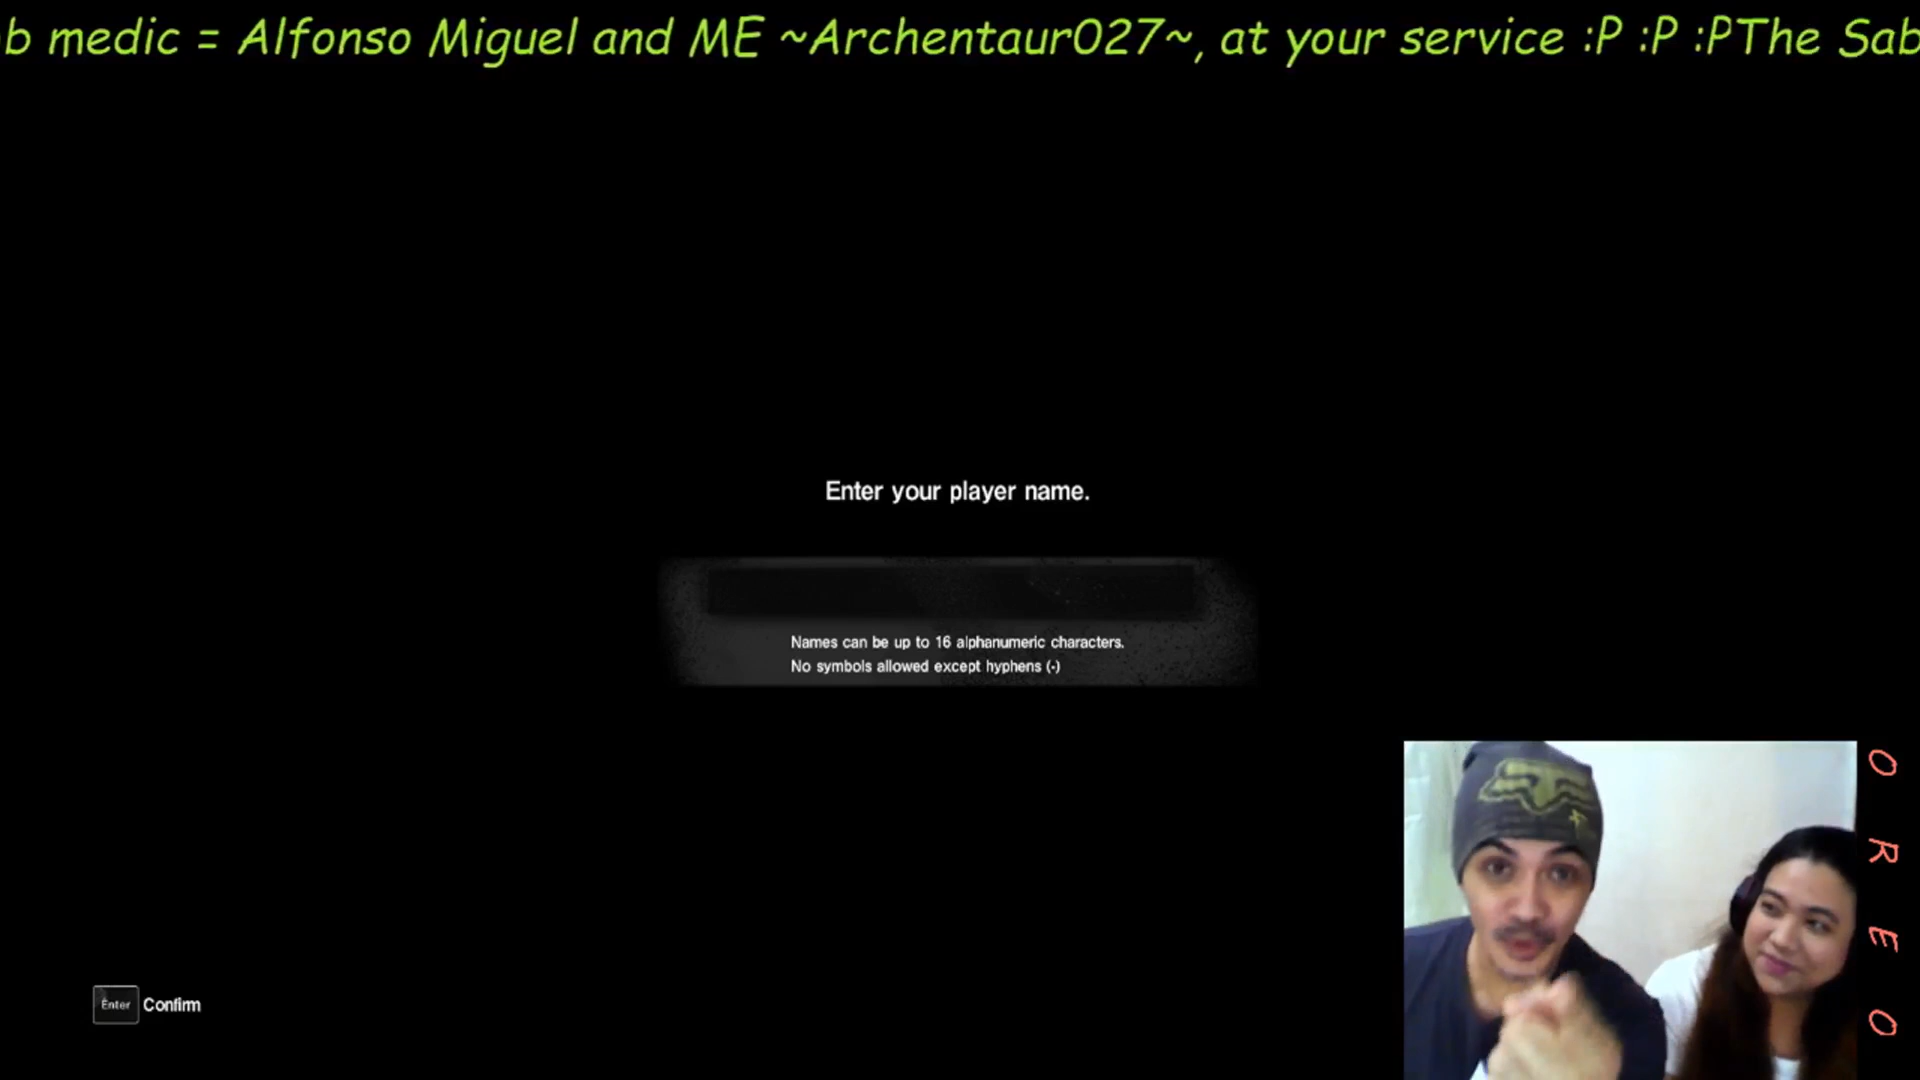 b medic = Alfonso Miguel and ME ~Archentaur027~, at your service :P :P :PThe Sab
Enter your player name.
Names can be up to 16 alphanumeric characters.
No symbols allowed except hyphens (-)
Enter Confirm
O R E O